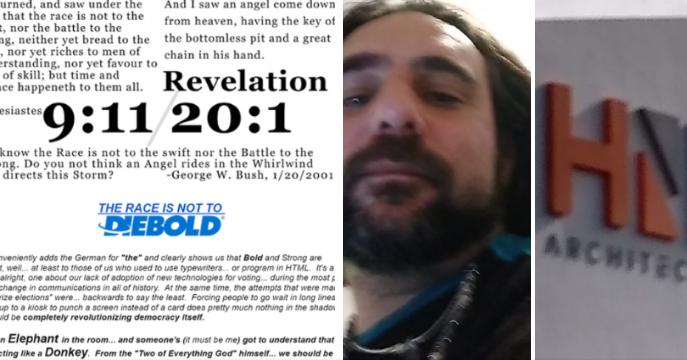 urned, and saw under the
that the race is not to the
t, nor the battle to the
ng, neither yet bread to the
, nor yet riches to men of
erstanding, nor yet favour to
of skill; but time and
ce happeneth to them all.
And I saw an angel come down
from heaven, having the key of
the bottomless pit and a great
chain in his hand.
Revelation
esiastes 9:11/20:1
know the Race is not to the swift nor the Battle to the
ong. Do you not think an Angel rides in the Whirlwind
directs this Storm? -George W. Bush, 1/20/2001
THE RACE IS NOT TO
DIEBOLD
nveniently adds the German for "the" and clearly shows us that Bold and Strong are
t, well... at least to those of us who used to use typewriters... or program in HTML. It's a
alright, one about our lack of adoption of new technologies for voting... during the most p
change in communications in all of history. At the same time, the attempts that were ma
rize elections" were... backwards to say the least. Forcing people to go wait in long lines
up to a kiosk to punch a screen instead of a card does pretty much nothing in the shadow
uld be completely revolutionizing democracy itself.
n Elephant in the room... and someone's (it must be me) got to understand that
cting like a Donkey. From the "Two of Everything God" himself... we should be
H
ARCHITEC